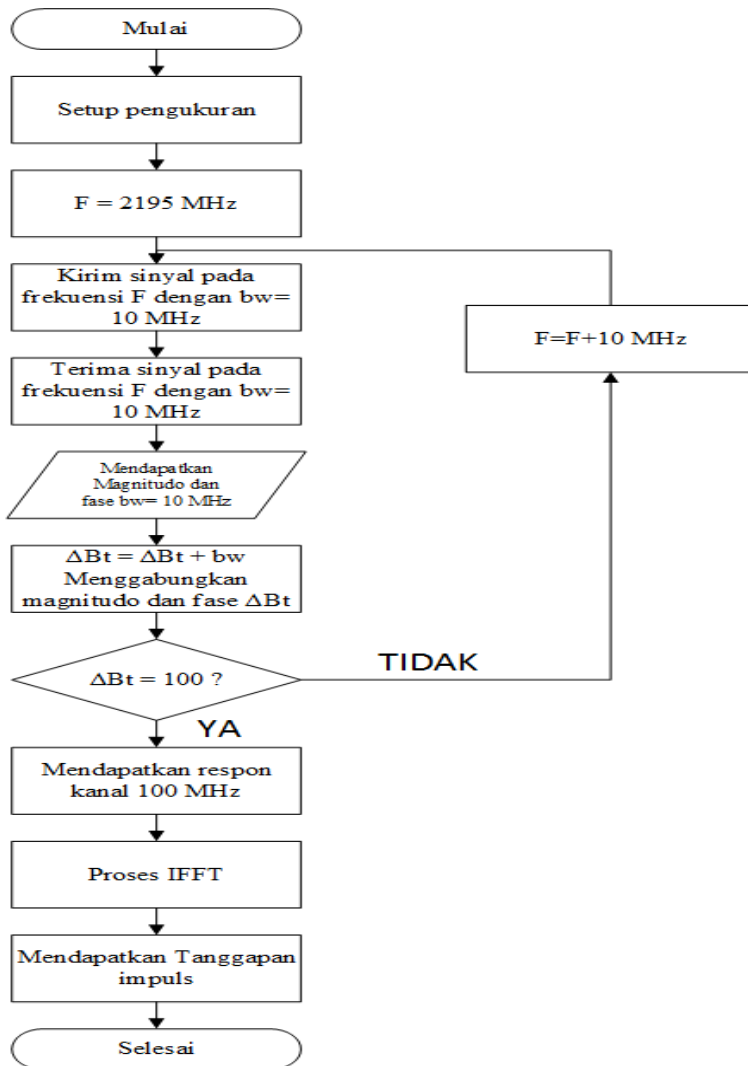 Mulai
Setup pengukuran
F = 2195 MHz
Kirim sinyal pada
frekuensi F dengan bw=
10 MHz
F=F+10 MHz
Terima sinyal pada
frekuensi F dengan bw=
10 MHz
Mendapatkan
Magnitudo dan
fase bw= 10 MHz
ΔBt = ΔBt + bw
Menggabungkan
magnitudo dan fase ΔBt
ΔBt = 100 ?
TIDAK
YA
Mendapatkan respon
kanal 100 MHz
Proses IFFT
Mendapatkan Tanggapan
impuls
Selesai